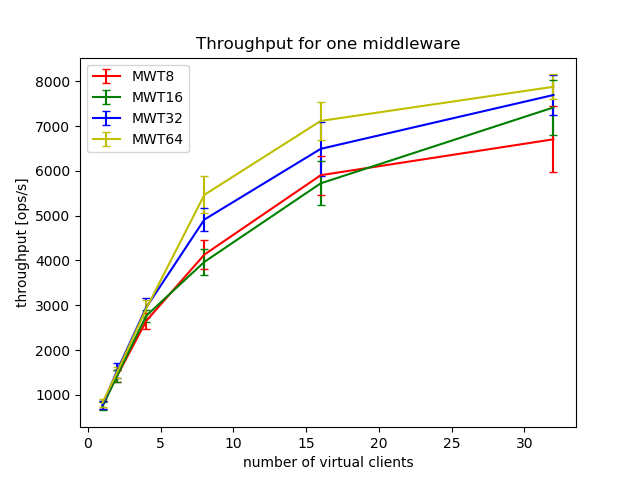 Throughput for one middleware
MWT8
MWT16
MWT32
MWT64
throughput [ops/s]
8000
7000
6000
5000
4000
3000
2000
1000
0 5 10 15 20 25 30
number of virtual clients